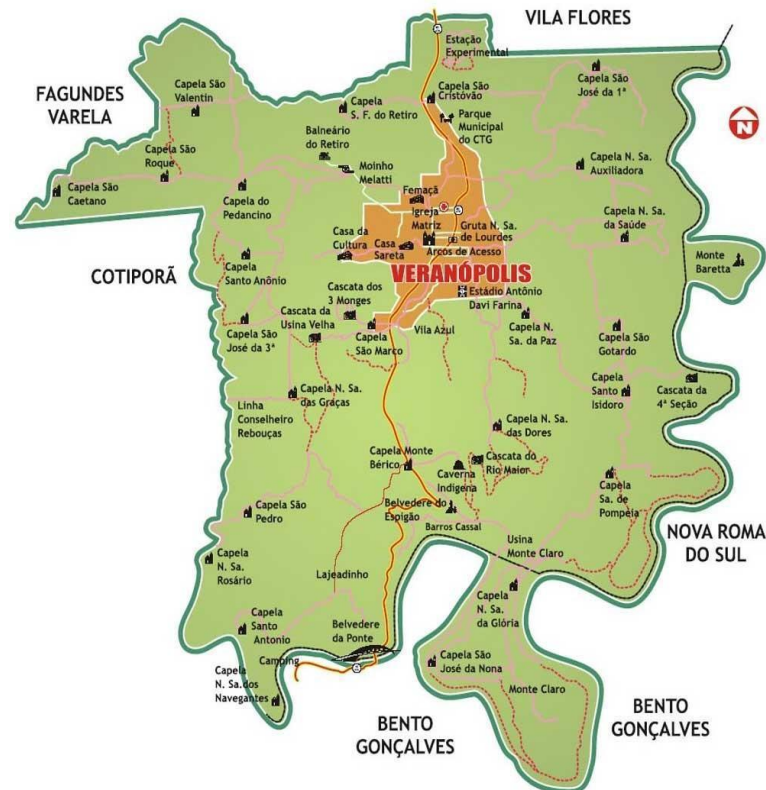 VILA FLORES
Estação
Experimental
FAGUNDES
VARELA
Capela São
Valentin
Capela
S. F. do Retiro
Capela São
Cristóvão
Capela São
José da 1ª
N
Parque
Municipal
do CTG
Balneário
do Retiro
Moinho
Melatti
Capela São
Roque
Capela São
Caetano
Capela do
Pedancino
Capela N. Sa.
Auxiliadora
Femaçã
Igreja
Matriz
Gruta N. Sa.
de Lourdes
Arcos de Acesso
Casa da
Cultura
Casa
Sareta
Capela N. Sa.
da Saúde
Monte
Baretta
COTIPORÃ
Capela
Santo Anônio
VERANÓPOLIS
Estádio Antônio
Davi Farina
Cascata dos
3 Monges
Cascata da
Usina Velha
Capela São
José da 3ª
Capela
São Marco
Vila Azul
Capela N.
Sa. da Paz
Capela São
Gotardo
Capela
Santo
Isidoro
Cascata da
4ª Seção
Capela N. Sa.
das Graças
Linha
Conselheiro
Rebouças
Capela N. Sa.
das Dores
Capela Monte
Bérico
Caverna
Indigena
Cascata do
Rio Maior
Capela
Sa. de
Pompéia
Belvedere do
Espigão
Barros Cassal
Capela São
Pedro
Usina
Monte Claro
NOVA ROMA
DO SUL
Capela
N. Sa.
Rosário
Lajeadinho
Capela
N. Sa.
da Glória
Capela
Santo
Antonio
Belvedere
da Ponte
Camping
Capela
N. Sa.dos
Navegantes
Capela São
José da Nona
Monte Claro
BENTO
GONÇALVES
BENTO
GONÇALVES